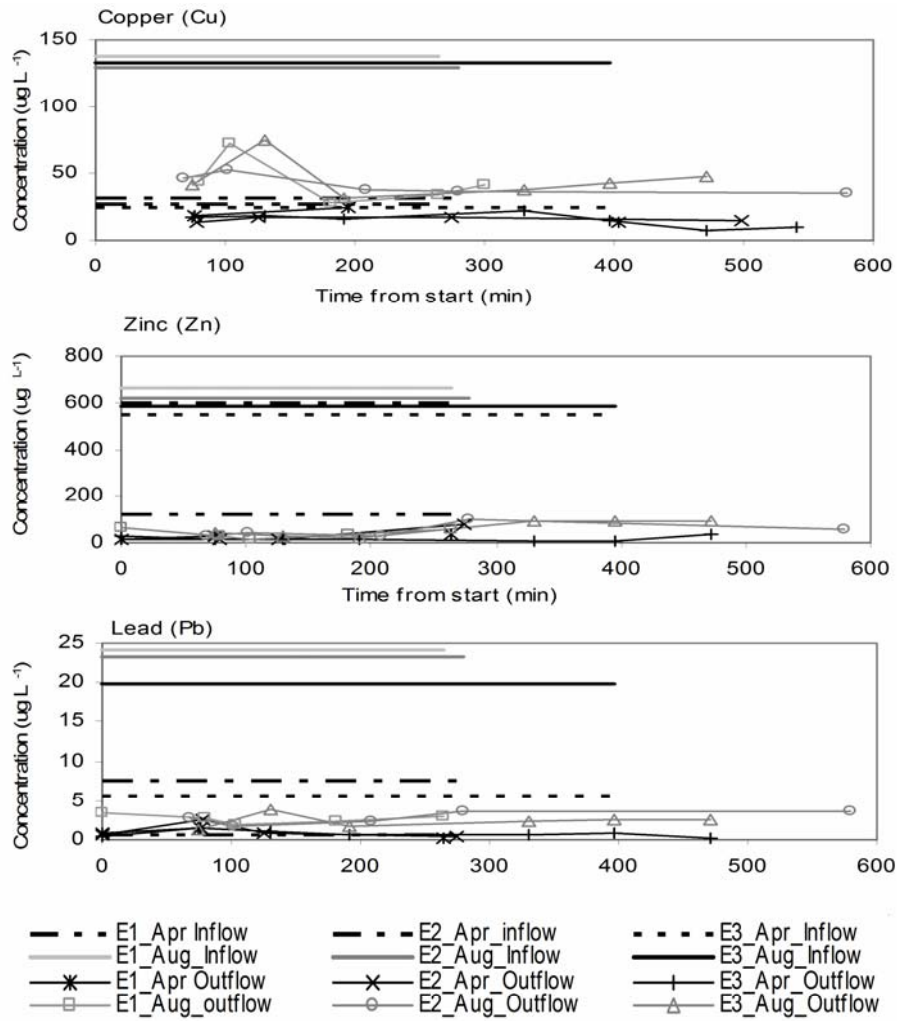 Copper (Cu)
Concentration (ug L⁻¹)
150
100
50
0
0 100 200 300 400 500 600
Time from start (min)
Zinc (Zn)
Concentration (ug L⁻¹)
800
600
400
200
0
0 100 200 300 400 500 600
Time from start (min)
Lead (Pb)
Concentration (ug L⁻¹)
25
20
15
10
5
0
0 100 200 300 400 500 600
E1_Apr Inflow E2_Apr_inflow E3_Apr_Inflow
E1_Aug_Inflow E2_Aug_Inflow E3_Aug_Inflow
E1_Apr Outflow E2_Apr_Outflow E3_Apr_Outflow
E1_Aug_outflow E2_Aug_Outflow E3_Aug_Outflow